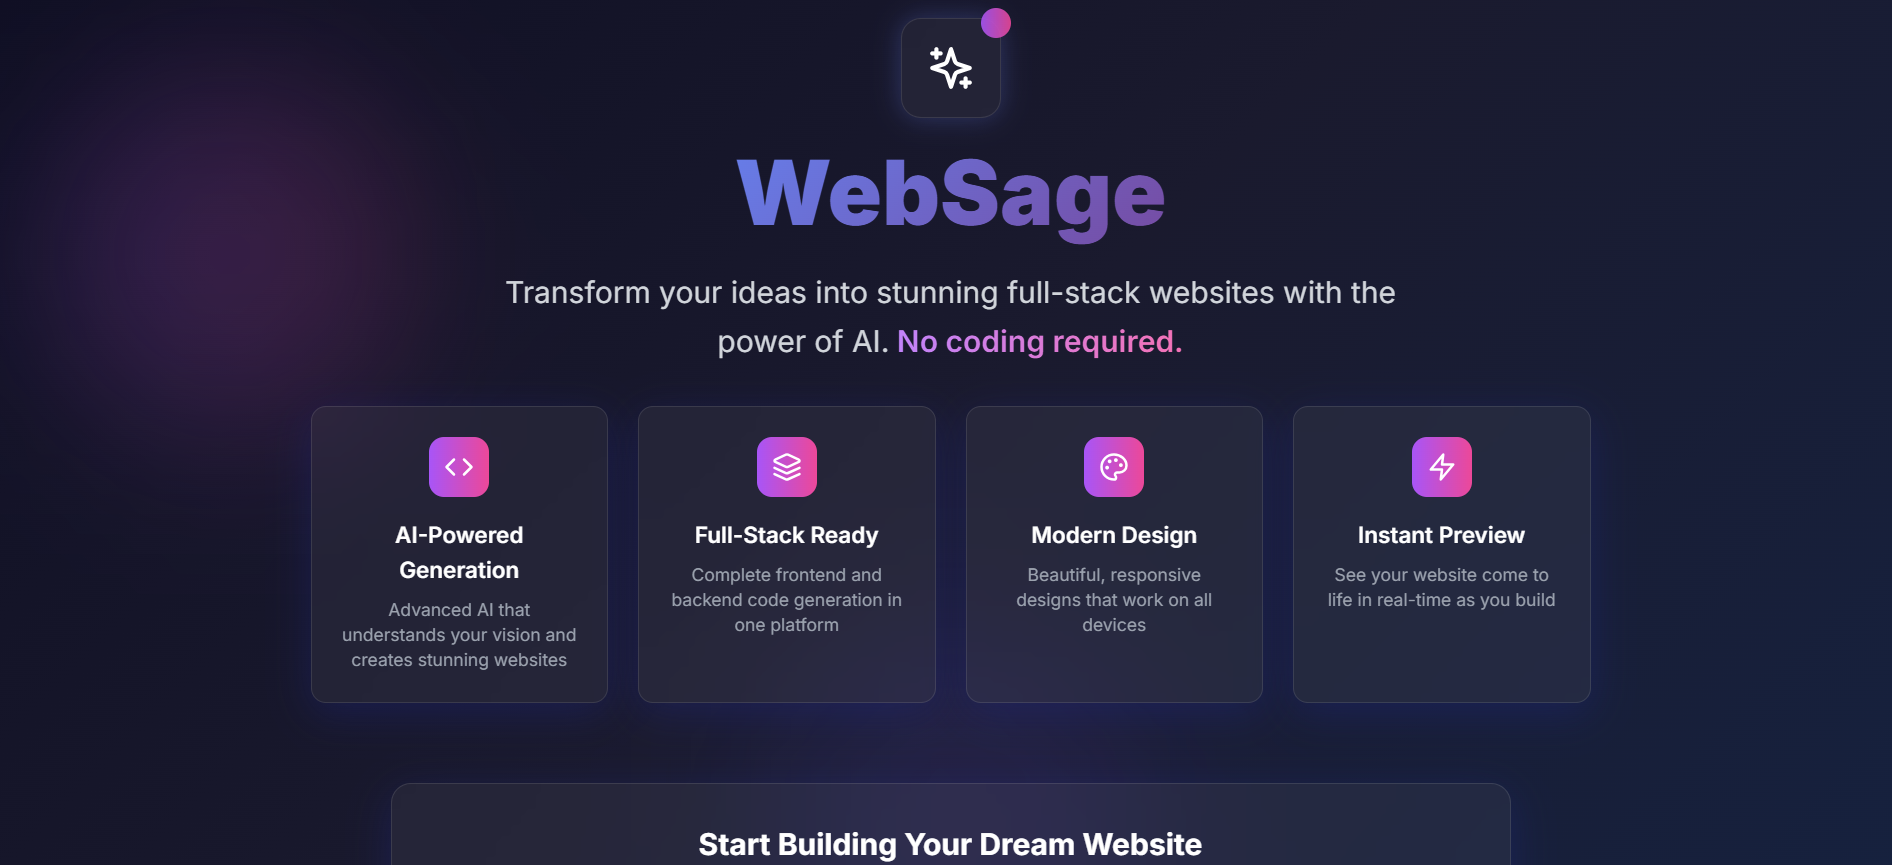 WebSage
Transform your ideas into stunning full-stack websites with the
power of AI. No coding required.
AI-Powered
Generation
Advanced AI that
understands your vision and
creates stunning websites
Full-Stack Ready
Complete frontend and
backend code generation in
one platform
Modern Design
Beautiful, responsive
designs that work on all
devices
Instant Preview
See your website come to
life in real-time as you build
Start Building Your Dream Website